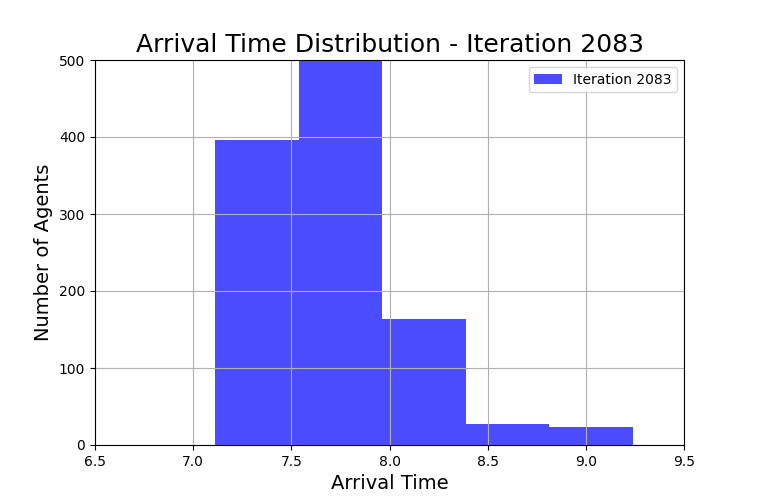 Arrival Time Distribution - Iteration 2083
Iteration 2083
Number of Agents
500
400
300
200
100
0
6.5 7.0 7.5 8.0 8.5 9.0 9.5
Arrival Time